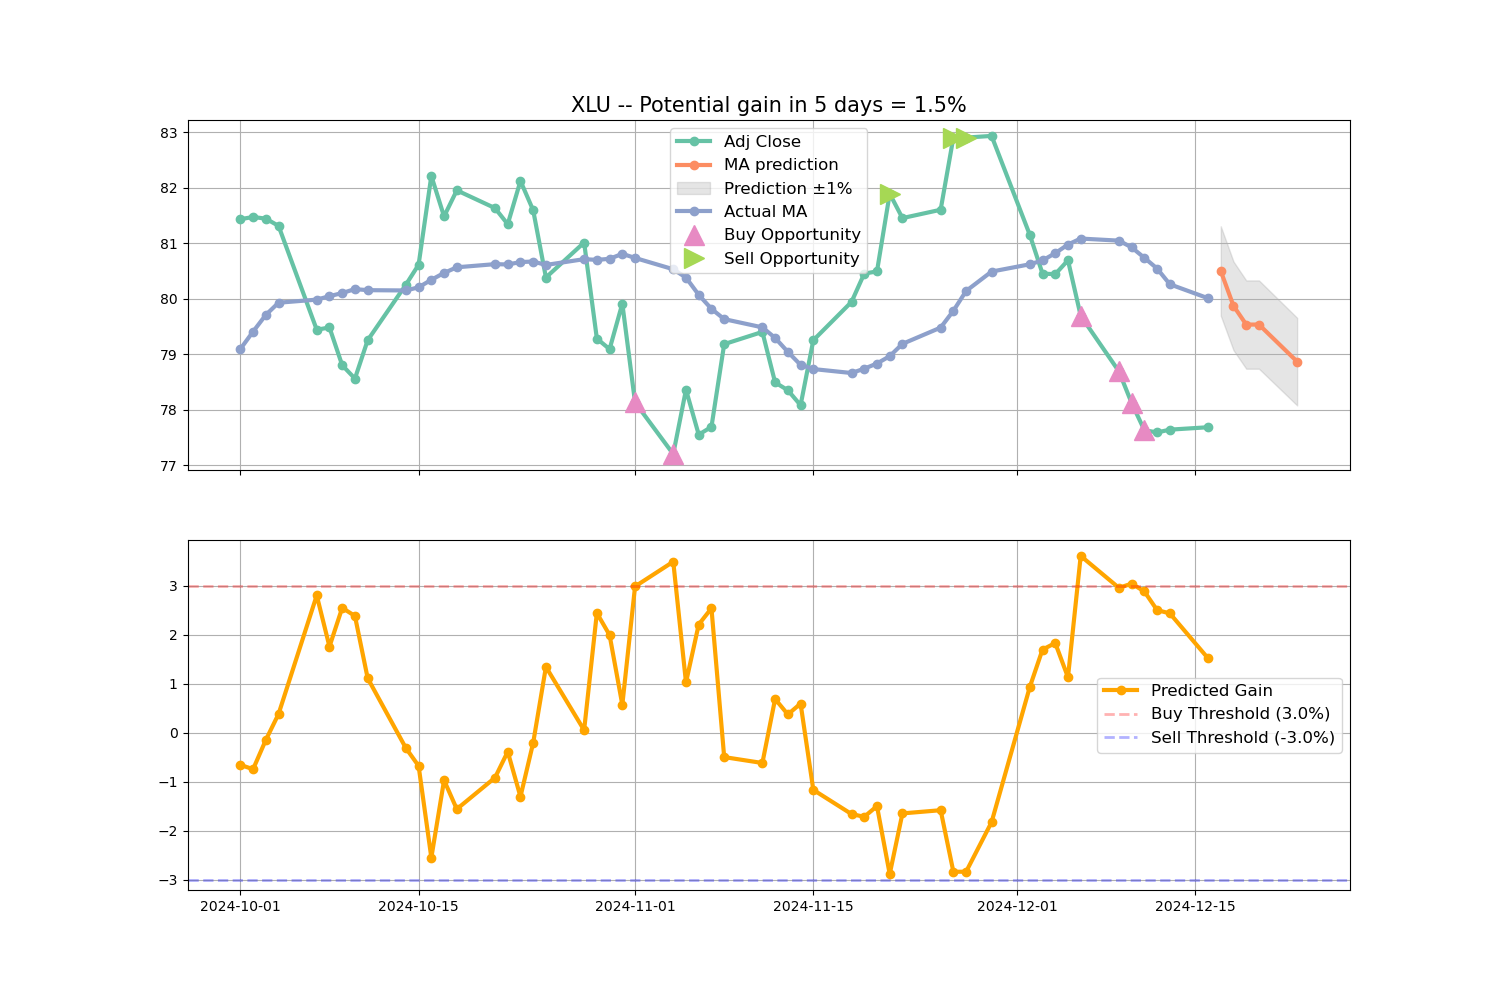 XLU -- Potential gain in 5 days = 1.5%
83
82
81
80
79
78
77
Adj Close
MA prediction
Prediction ±1%
Actual MA
Buy Opportunity
Sell Opportunity
3
2
1
0
−1
−2
−3
Predicted Gain
Buy Threshold (3.0%)
Sell Threshold (-3.0%)
2024-10-01 2024-10-15 2024-11-01 2024-11-15 2024-12-01 2024-12-15